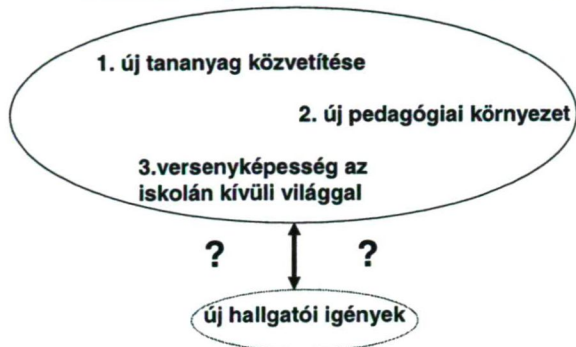 1. új tananyag közvetítése
2. új pedagógiai környezet
3.versenyképesség az
iskolán kívüli világgal
? ?
új hallgatói igények